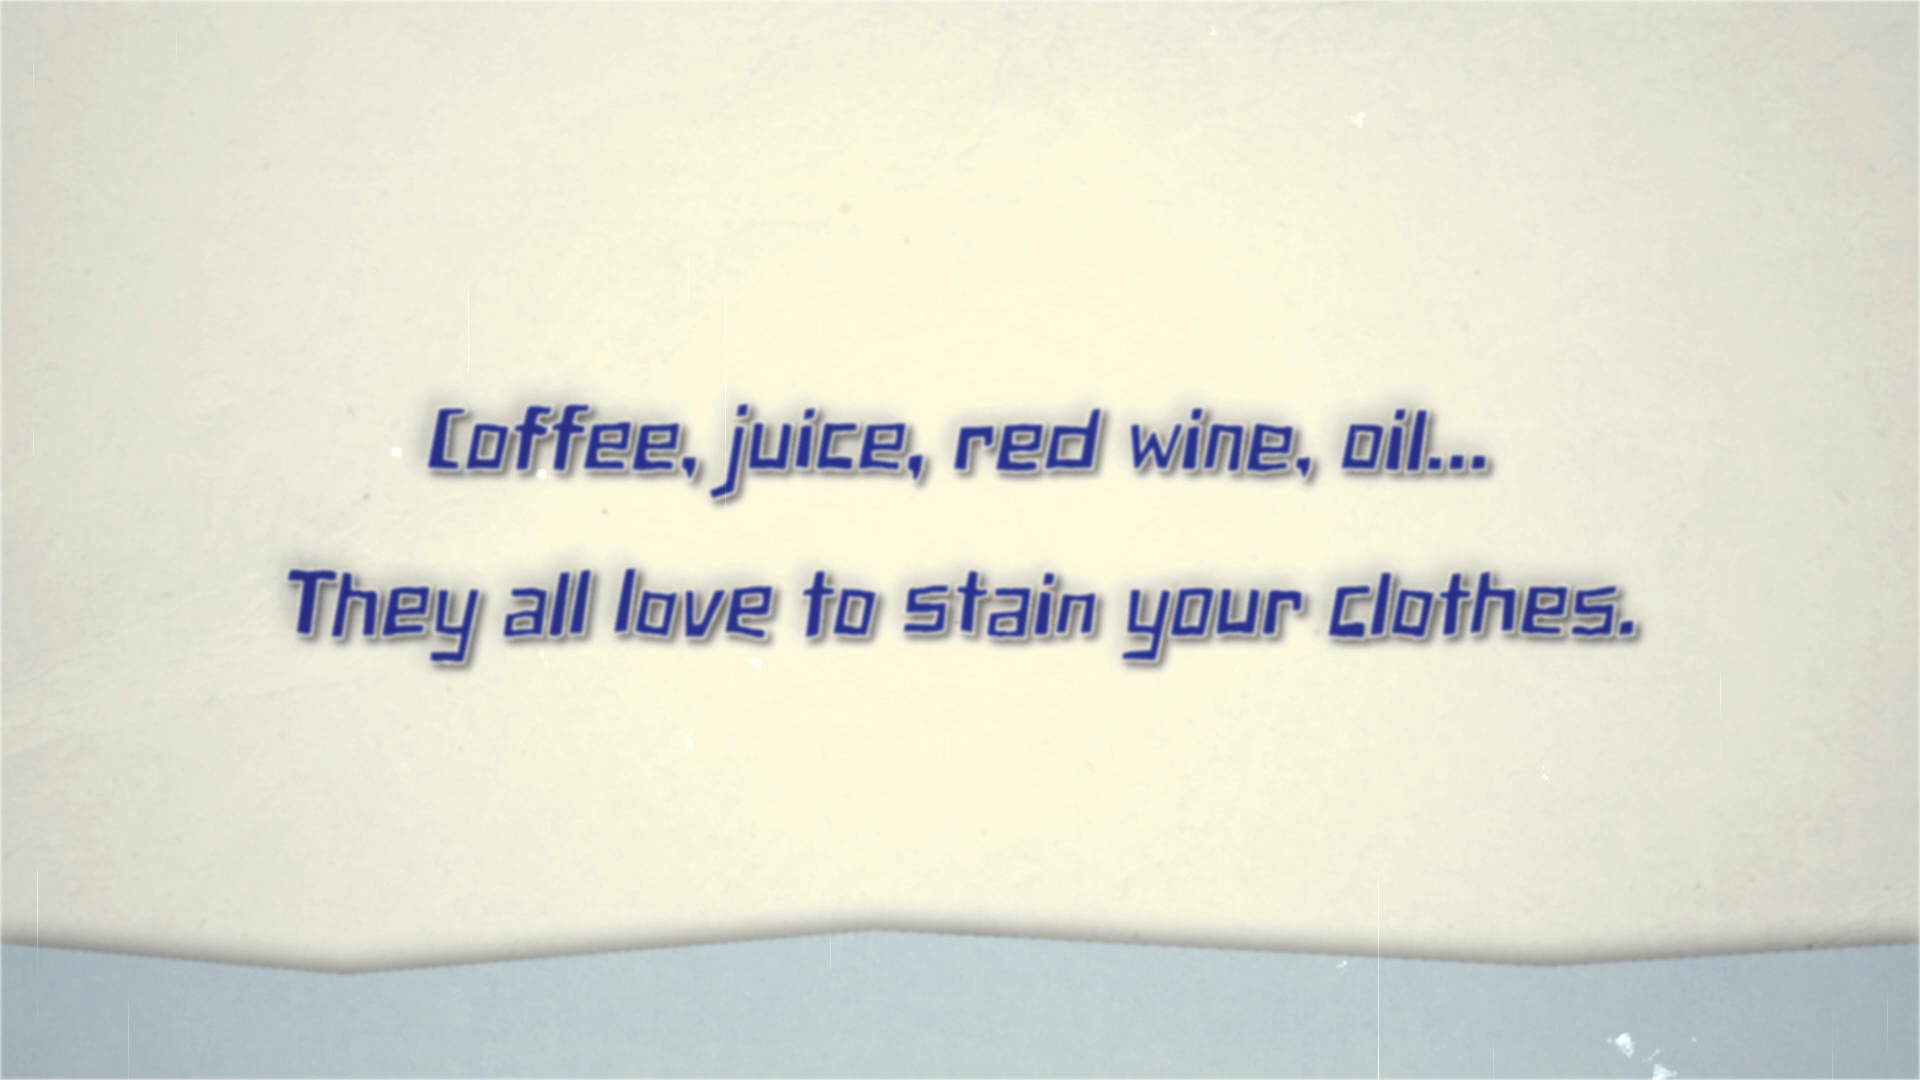 Coffee, juice, red wine, oil...
They all love to stain your clothes.